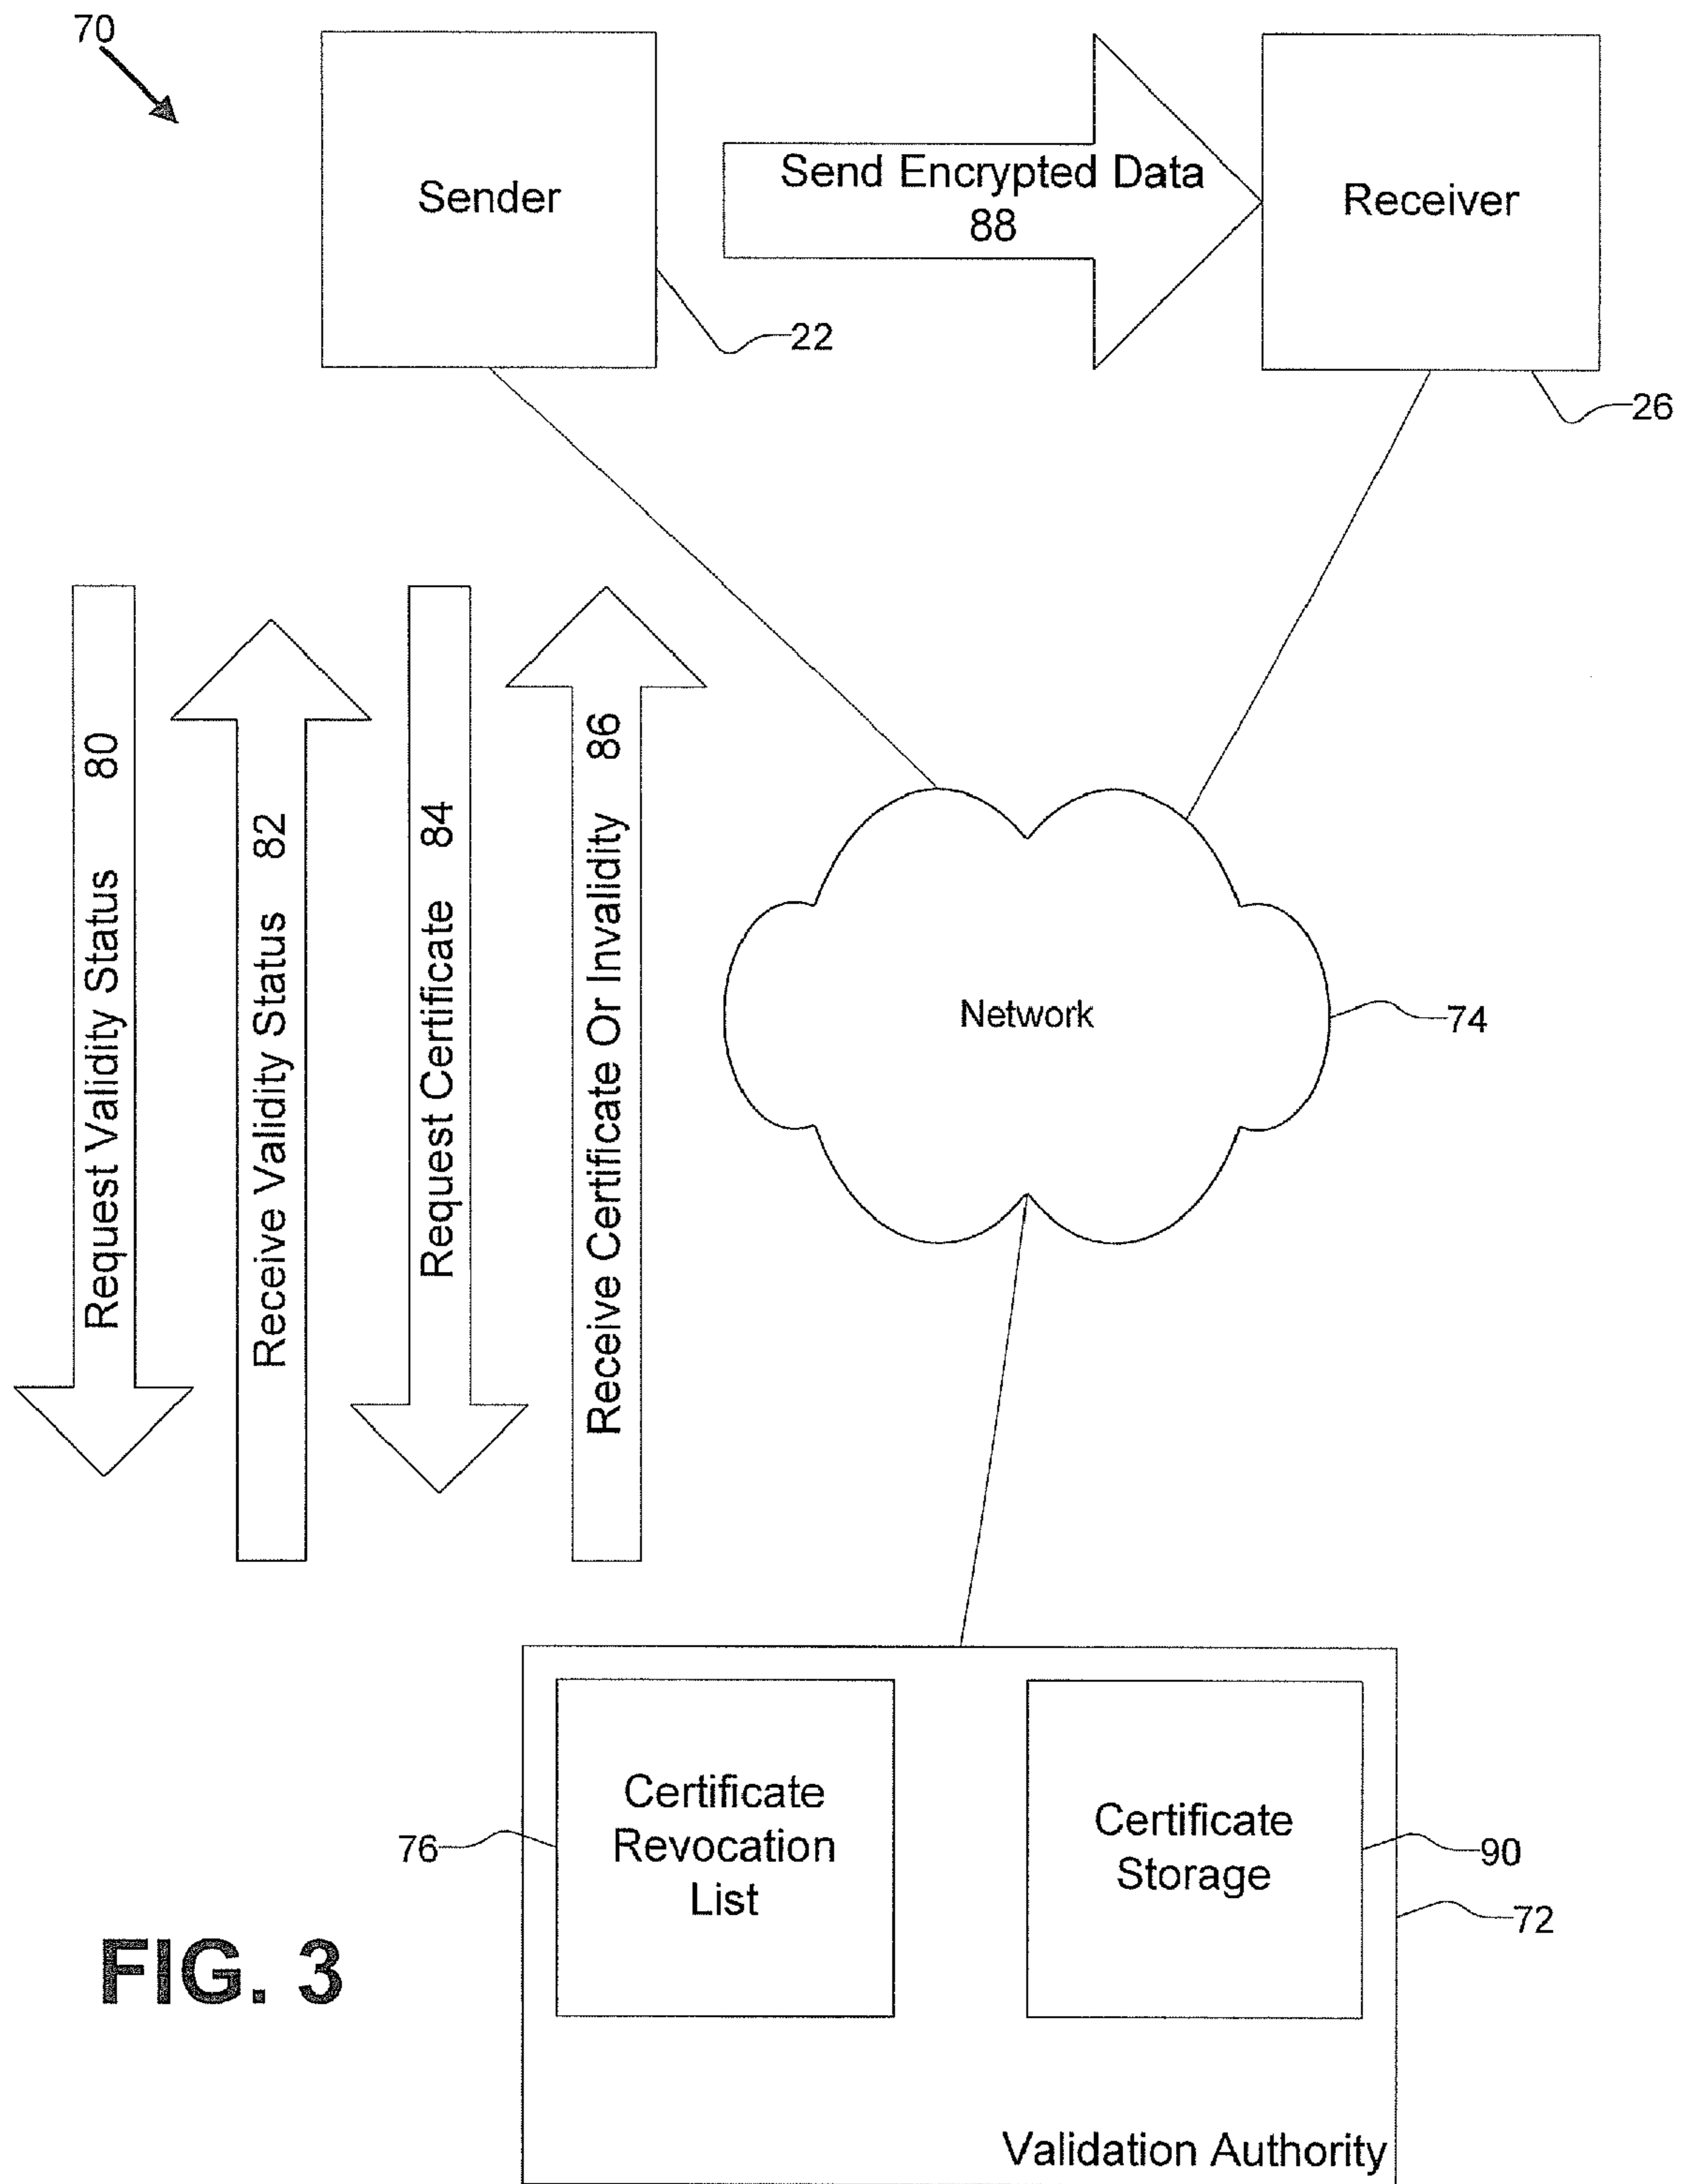 70
Sender
Send Encrypted Data
88
Receiver
22
26
Request Validity Status 80
Receive Validity Status 82
Request Certificate 84
Receive Certificate Or Invalidity 86
Network
74
Certificate
Revocation
List
76
Certificate
Storage
90
72
Validation Authority
FIG. 3